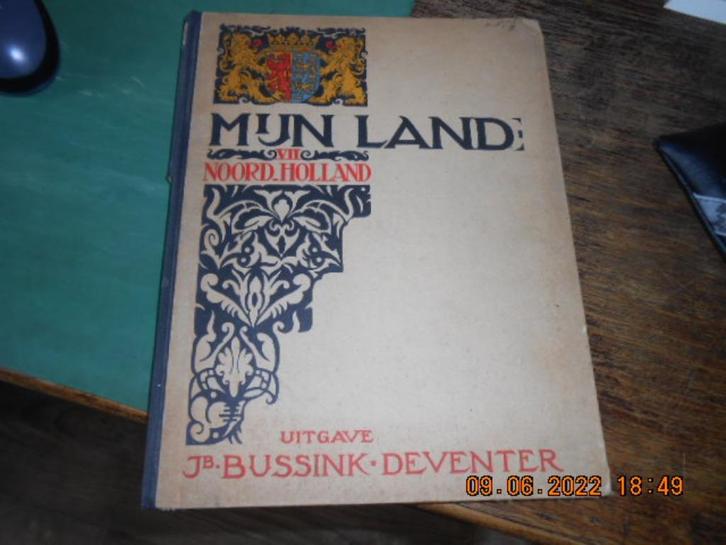 MIJN LAND:
VII
NOORD-HOLLAND
UITGAVE
JB. BUSSINK · DEVENTER
09.06.2022 18:49